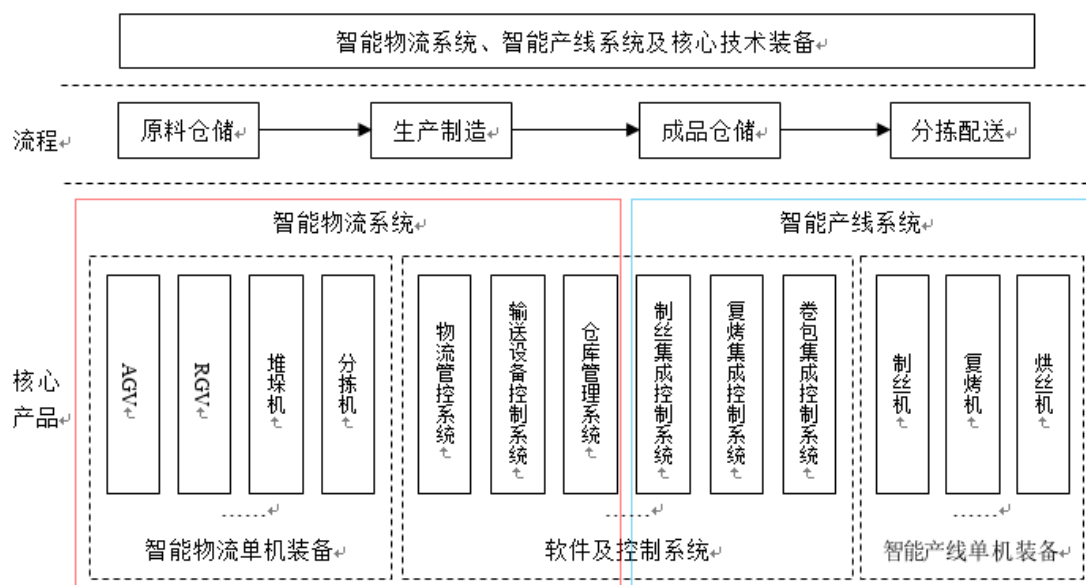 智能物流系统、智能产线系统及核心技术装备
流程
原料仓储
生产制造
成品仓储
分拣配送
核心
产品
智能物流系统
智能产线系统
AGV
RGV
堆垛机
分拣机
物流管控系统
输送设备控制系统
仓库管理系统
制丝集成控制系统
复烤集成控制系统
卷包集成控制系统
制丝机
复烤机
烘丝机
......
......
......
智能物流单机装备
软件及控制系统
智能产线单机装备